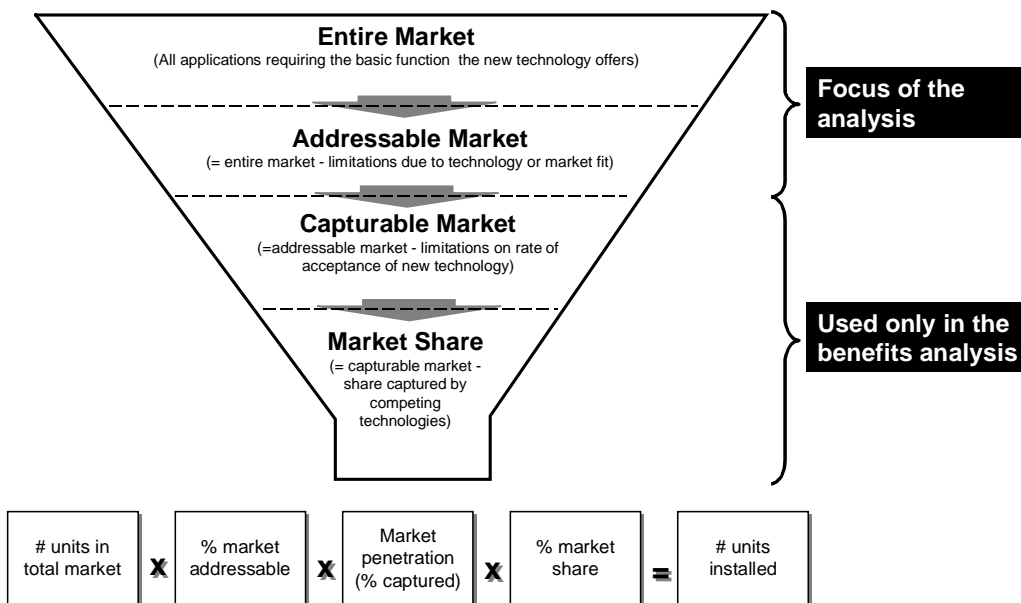 Entire Market
(All applications requiring the basic function the new technology offers)
Focus of the
analysis
Addressable Market
(= entire market - limitations due to technology or market fit)
Capturable Market
(=addressable market - limitations on rate of
acceptance of new technology)
Used only in the
benefits analysis
Market Share
(= capturable market -
share captured by
competing
technologies)
# units in
total market
x
% market
addressable
x
Market
penetration
(% captured)
x
% market
share
=
# units
installed